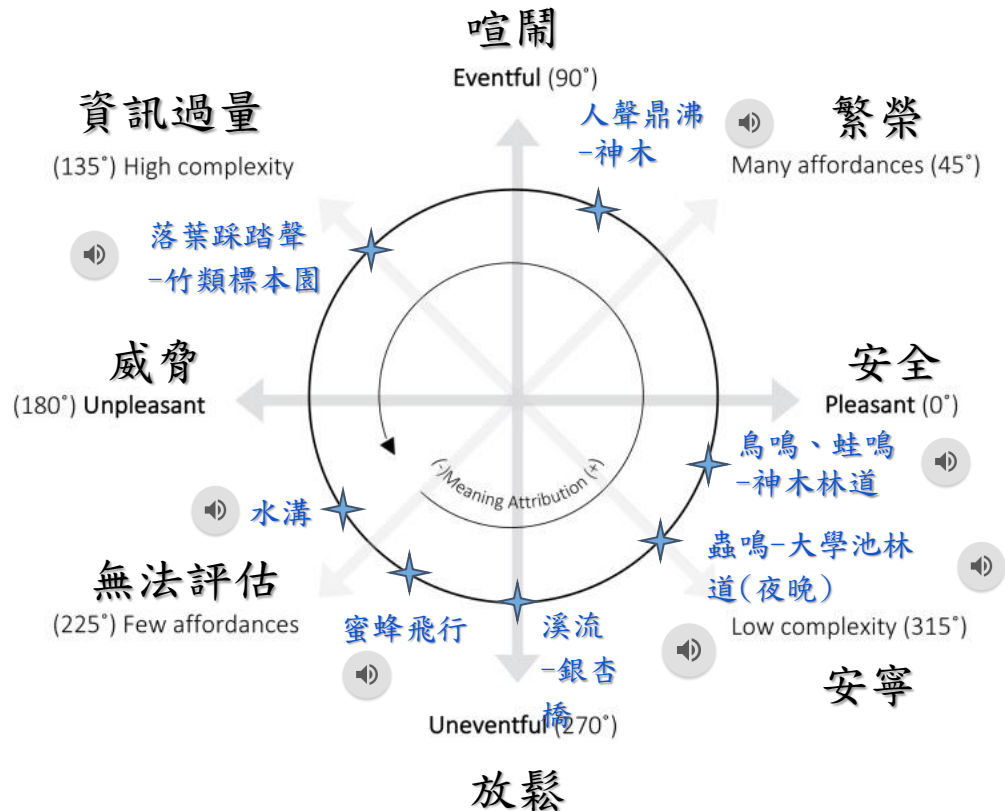 喧鬧
Eventful (90°)
資訊過量
(135°) High complexity
人聲鼎沸
-神木
繁榮
Many affordances (45°)
落葉踩踏聲
-竹類標本園
威脅
(180°) Unpleasant
安全
Pleasant (0°)
(-)Meaning Attribution (+)
鳥鳴、蛙鳴
-神木林道
水溝
蟲鳴-大學池林
道(夜晚)
無法評估
(225°) Few affordances
蜜蜂飛行
溪流
-銀杏
橋
Low complexity (315°)
安寧
Uneventful (270°)
放鬆